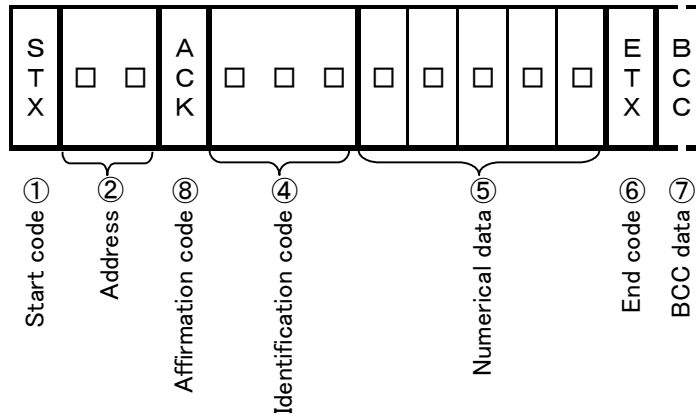 STX □ □ ACK □ □ □ □ □ □ □ □ ETX BCC
① ② ⑧ ④ ⑤ ⑥ ⑦
Start code
Address
Affirmation code
Identification code
Numerical data
End code
BCC data